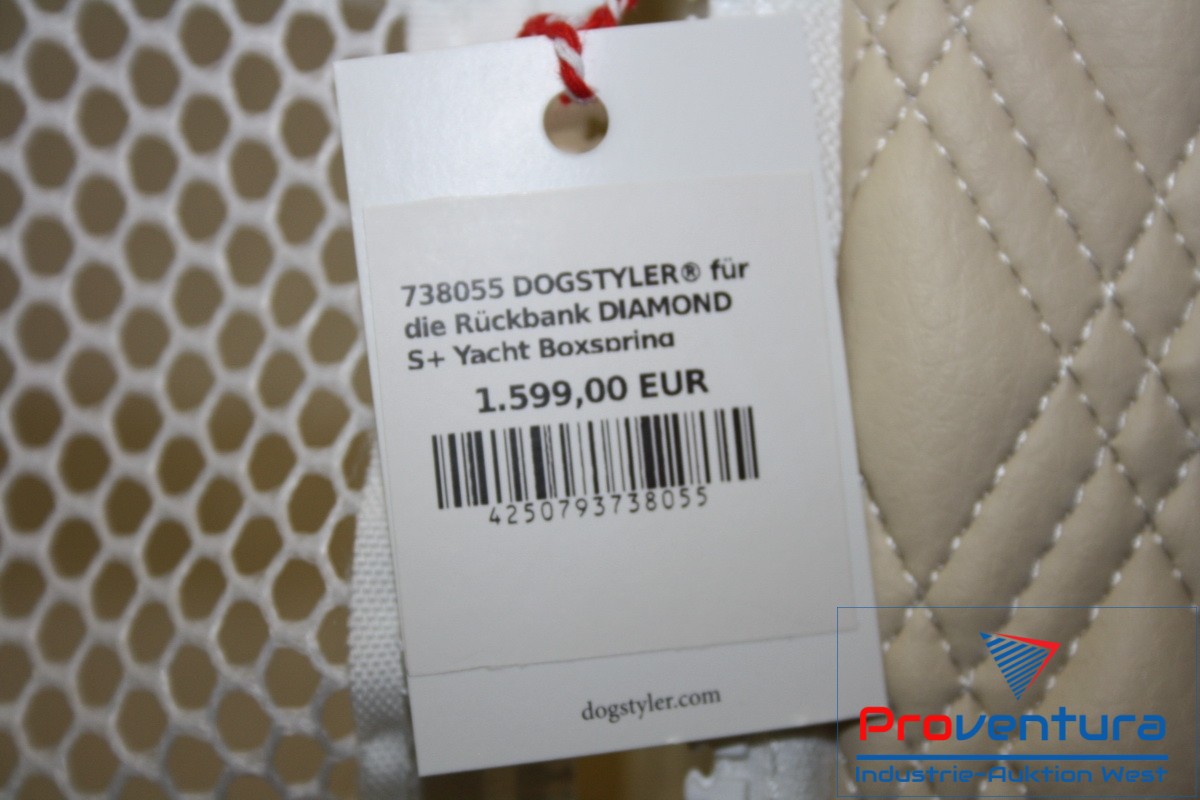 738055 DOGSTYLER® für
die Rückbank DIAMOND
S+ Yacht Boxspring
1.599,00 EUR
4250793738055
dogstyler.com
Proventura
Industrie-Auktion West